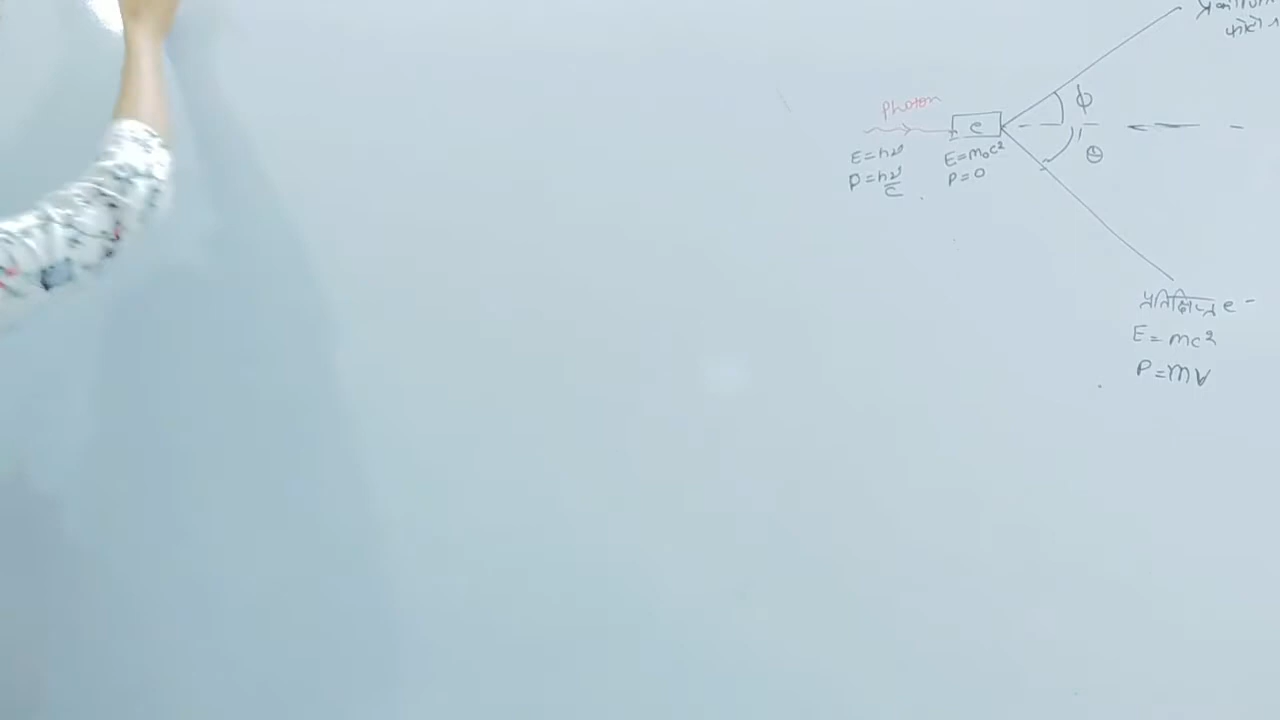 फोटो
Photon
ϕ
e
E=hν
P=hν/c
E=m₀c²
P=0
θ
प्रतिक्षिप्त e-
E=mc²
P=mv